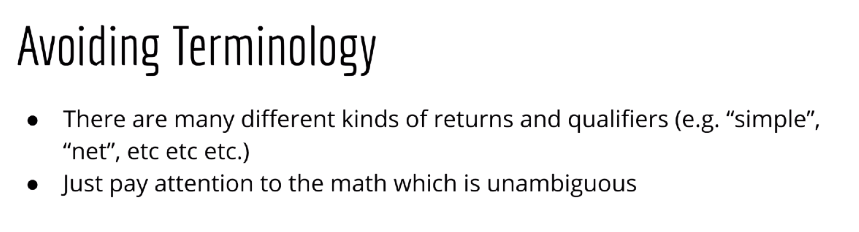 Avoiding Terminology
● There are many different kinds of returns and qualifiers (e.g. “simple”,
“net”, etc etc etc.)
● Just pay attention to the math which is unambiguous